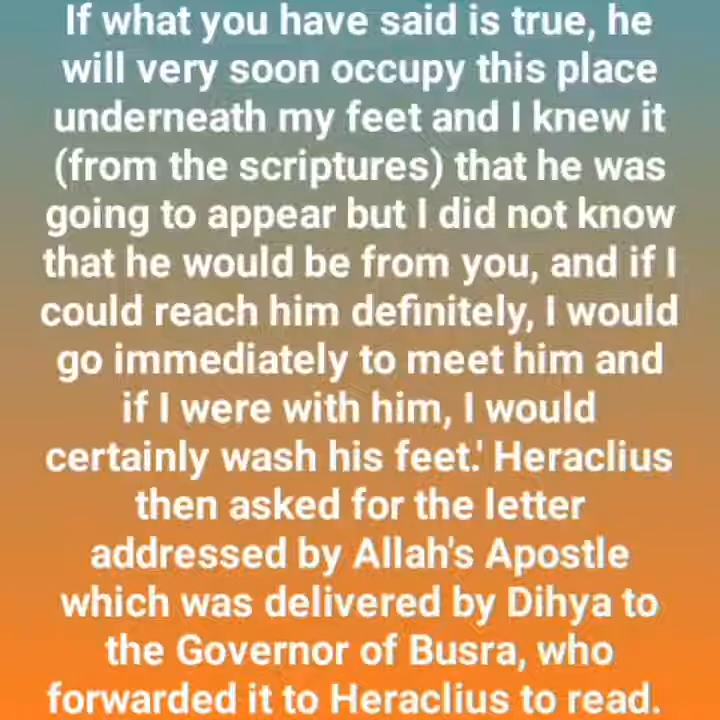 If what you have said is true, he
will very soon occupy this place
underneath my feet and I knew it
(from the scriptures) that he was
going to appear but I did not know
that he would be from you, and if I
could reach him definitely, I would
go immediately to meet him and
if I were with him, I would
certainly wash his feet.' Heraclius
then asked for the letter
addressed by Allah's Apostle
which was delivered by Dihya to
the Governor of Busra, who
forwarded it to Heraclius to read.